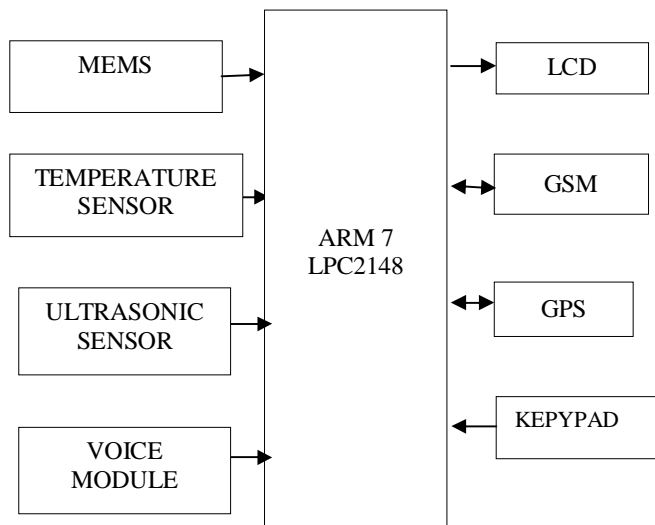 MEMS
TEMPERATURE
SENSOR
ULTRASONIC
SENSOR
VOICE
MODULE
ARM 7
LPC2148
LCD
GSM
GPS
KEPYPAD